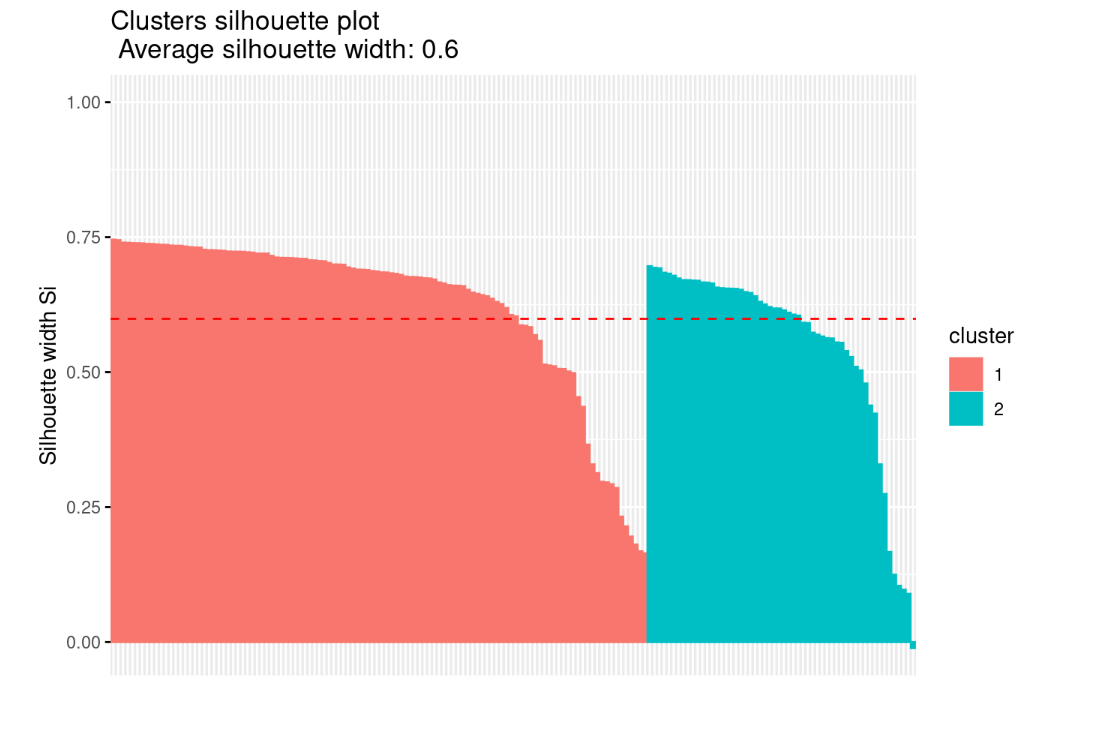 Clusters silhouette plot
Average silhouette width: 0.6
1.00
0.75
0.50
0.25
0.00
Silhouette width Si
cluster
1
2